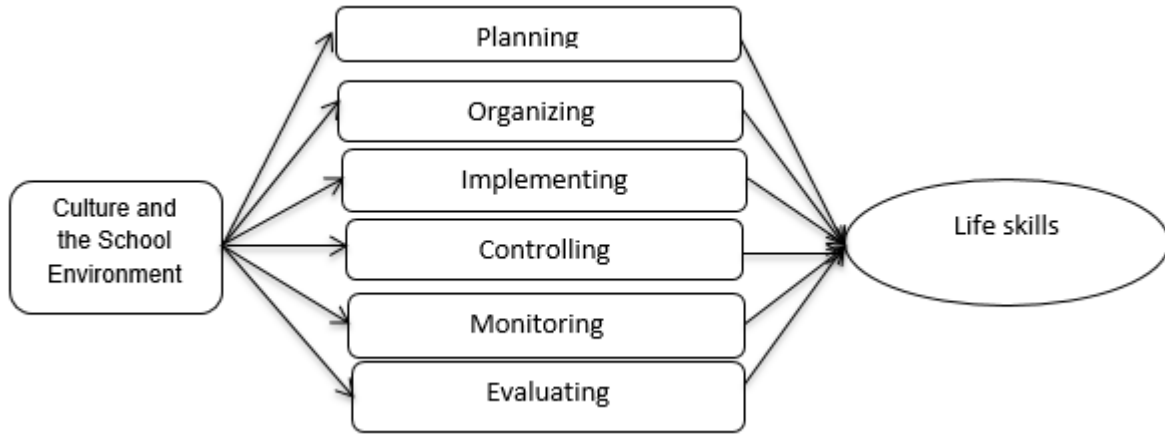 Planning
Organizing
Implementing
Culture and
the School
Environment
Life skills
Controlling
Monitoring
Evaluating